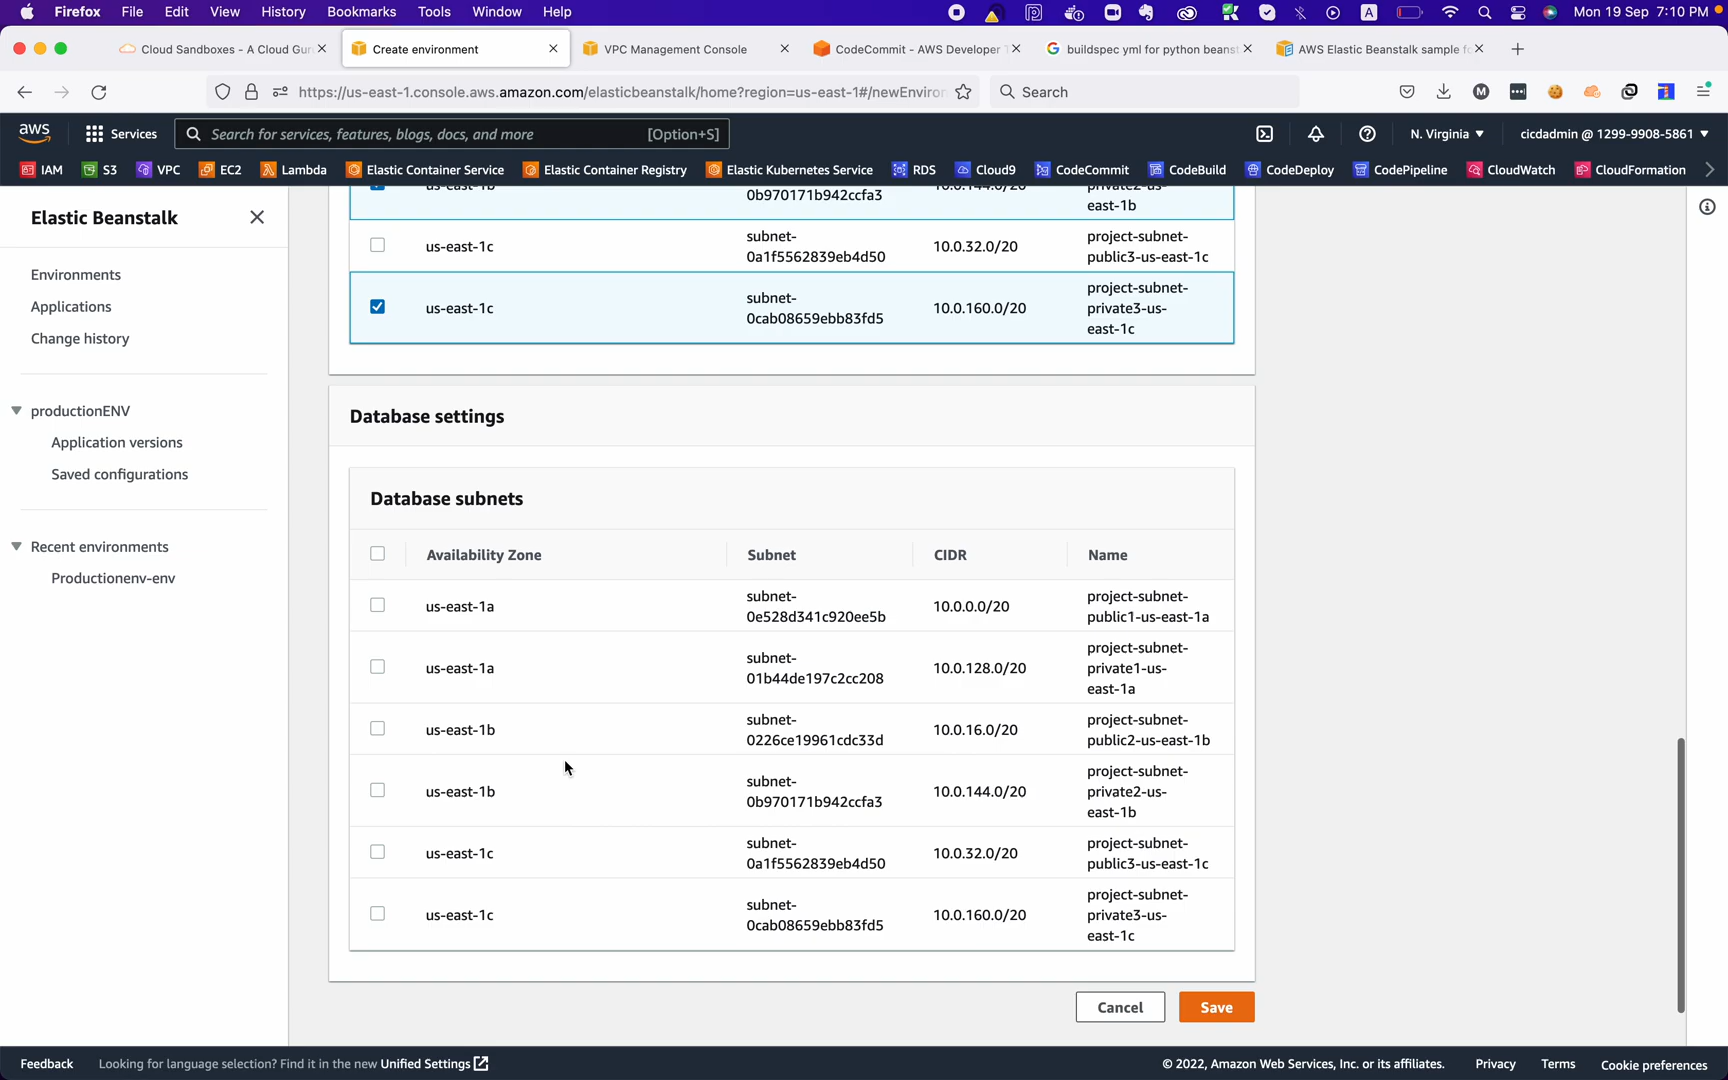 Firefox File Edit View History Bookmarks Tools Window Help
A Mon 19 Sep 7:10 PM
Cloud Sandboxes - A Cloud Gur
Create environment
VPC Management Console
CodeCommit - AWS Developer T
buildspec yml for python beanst
AWS Elastic Beanstalk sample fo
https://us-east-1.console.aws.amazon.com/elasticbeanstalk/home?region=us-east-1#/newEnviron
Search
aws
Services
Search for services, features, blogs, docs, and more [Option+S]
N. Virginia
cicdadmin @ 1299-9908-5861
IAM S3 VPC EC2 Lambda Elastic Container Service Elastic Container Registry Elastic Kubernetes Service RDS Cloud9 CodeCommit CodeBuild CodeDeploy CodePipeline CloudWatch CloudFormation
Elastic Beanstalk
Environments
Applications
Change history
productionENV
Application versions
Saved configurations
Recent environments
Productionenv-env
us-east-1b 10.0.144.0/20 private2-us-
0b970171b942ccfa3
east-1b
us-east-1c
subnet-
0a1f5562839eb4d50
10.0.32.0/20
project-subnet-
public3-us-east-1c
us-east-1c
subnet-
0cab08659ebb83fd5
10.0.160.0/20
project-subnet-
private3-us-
east-1c
Database settings
Database subnets
Availability Zone Subnet CIDR Name
us-east-1a
subnet-
0e528d341c920ee5b
10.0.0.0/20
project-subnet-
public1-us-east-1a
us-east-1a
subnet-
01b44de197c2cc208
10.0.128.0/20
project-subnet-
private1-us-
east-1a
us-east-1b
subnet-
0226ce19961cdc33d
10.0.16.0/20
project-subnet-
public2-us-east-1b
us-east-1b
subnet-
0b970171b942ccfa3
10.0.144.0/20
project-subnet-
private2-us-
east-1b
us-east-1c
subnet-
0a1f5562839eb4d50
10.0.32.0/20
project-subnet-
public3-us-east-1c
us-east-1c
subnet-
0cab08659ebb83fd5
10.0.160.0/20
project-subnet-
private3-us-
east-1c
Cancel Save
Feedback Looking for language selection? Find it in the new Unified Settings
© 2022, Amazon Web Services, Inc. or its affiliates. Privacy Terms Cookie preferences